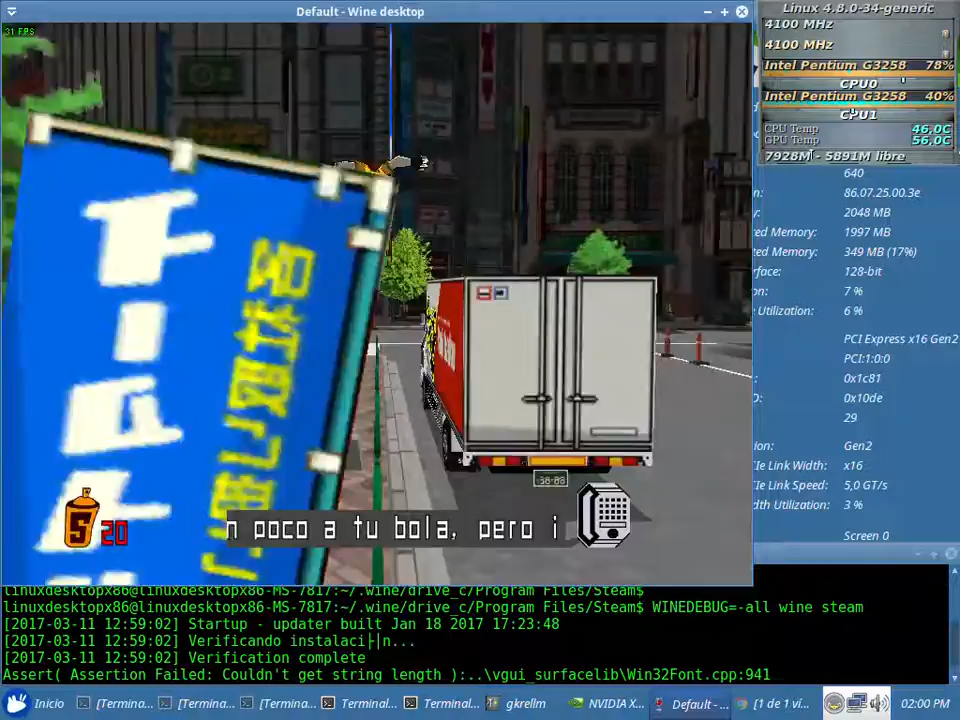 Default - Wine desktop
31 FPS
Linux 4.8.0-34-generic
4100 MHz
4100 MHz
Intel Pentium G3258 78%
CPU0
Intel Pentium G3258 40%
CPU1
CPU Temp 46.0C
GPU Temp 56.0C
7928M - 5891M libre
640
n: 86.07.25.00.3e
y: 2048 MB
ed Memory: 1997 MB
ed Memory: 349 MB (17%)
rface: 128-bit
on: 7 %
Utilization: 6 %
PCI Express x16 Gen2
PCI:1:0:0
0x1c81
0x10de
29
ion: Gen2
Ie Link Width: x16
Ie Link Speed: 5,0 GT/s
dth Utilization: 3 %
Screen 0
S 20
n poco a tu bola, pero i
linuxdesktopx86@linuxdesktopx86-MS-7817:~/.wine/drive_c/Program Files/Steam$
linuxdesktopx86@linuxdesktopx86-MS-7817:~/.wine/drive_c/Program Files/Steam$ WINEDEBUG=-all wine steam
[2017-03-11 12:59:02] Startup - updater built Jan 18 2017 17:23:48
[2017-03-11 12:59:02] Verificando instalaci├│n...
[2017-03-11 12:59:02] Verification complete
Assert( Assertion Failed: Couldn't get string length ):..\vgui_surfacelib\Win32Font.cpp:941
Inicio [Termina... [Termina... [Termina... Terminal... Terminal... gkrellm NVIDIA X... Default -... [1 de 1 ví... 02:00 PM